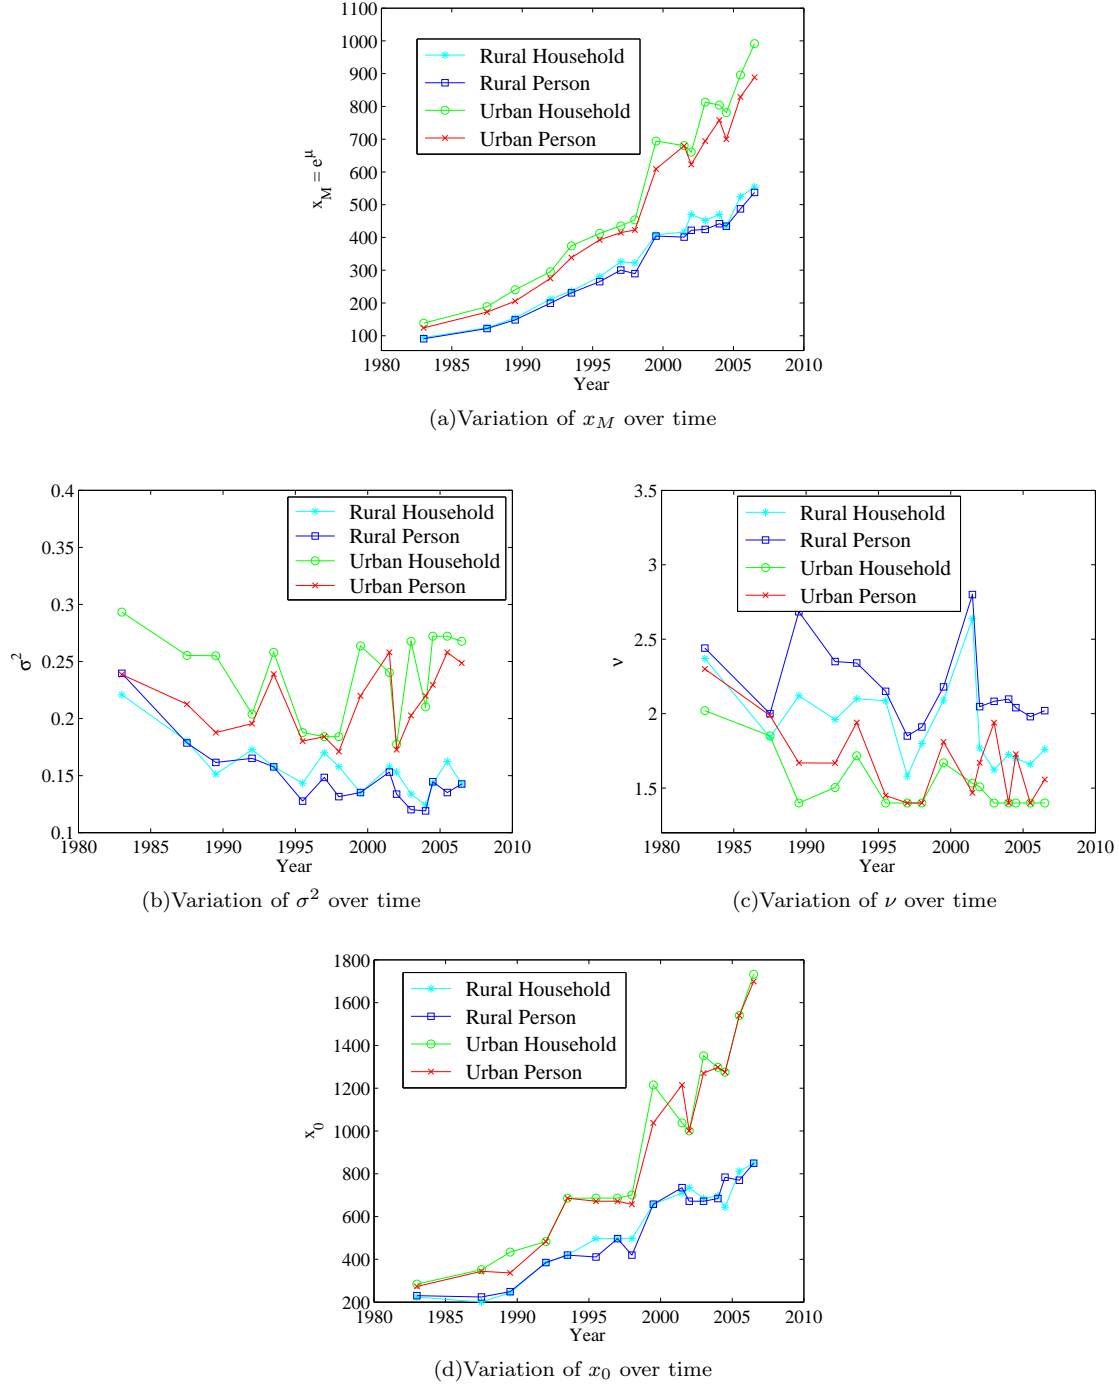 1100
1000
900
800
700
600
500
400
300
200
100
x_M = e^μ
Rural Household
Rural Person
Urban Household
Urban Person
1980 1985 1990 1995 2000 2005 2010
Year
(a)Variation of x_M over time
0.4
0.35
0.3
0.25
0.2
0.15
0.1
σ²
Rural Household
Rural Person
Urban Household
Urban Person
1980 1985 1990 1995 2000 2005 2010
Year
(b)Variation of σ² over time
3.5
3
2.5
2
1.5
ν
Rural Household
Rural Person
Urban Household
Urban Person
1980 1985 1990 1995 2000 2005 2010
Year
(c)Variation of ν over time
1800
1600
1400
1200
1000
800
600
400
200
x_0
Rural Household
Rural Person
Urban Household
Urban Person
1980 1985 1990 1995 2000 2005 2010
Year
(d)Variation of x_0 over time